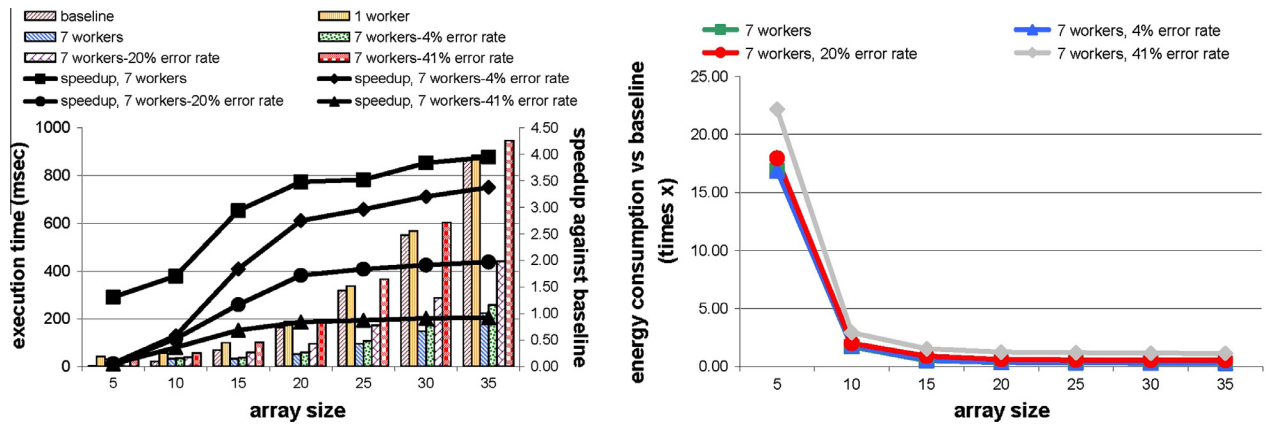 baseline
1 worker
7 workers
7 workers-4% error rate
7 workers-20% error rate
7 workers-41% error rate
speedup, 7 workers
speedup, 7 workers-4% error rate
speedup, 7 workers-20% error rate
speedup, 7 workers-41% error rate
execution time (msec)
1000
800
600
400
200
0
4.50
4.00
3.50
3.00
2.50
2.00
1.50
1.00
0.50
0.00
speedup against baseline
5 10 15 20 25 30 35
array size
7 workers
7 workers, 4% error rate
7 workers, 20% error rate
7 workers, 41% error rate
energy consumption vs baseline
(times x)
25.00
20.00
15.00
10.00
5.00
0.00
5 10 15 20 25 30 35
array size